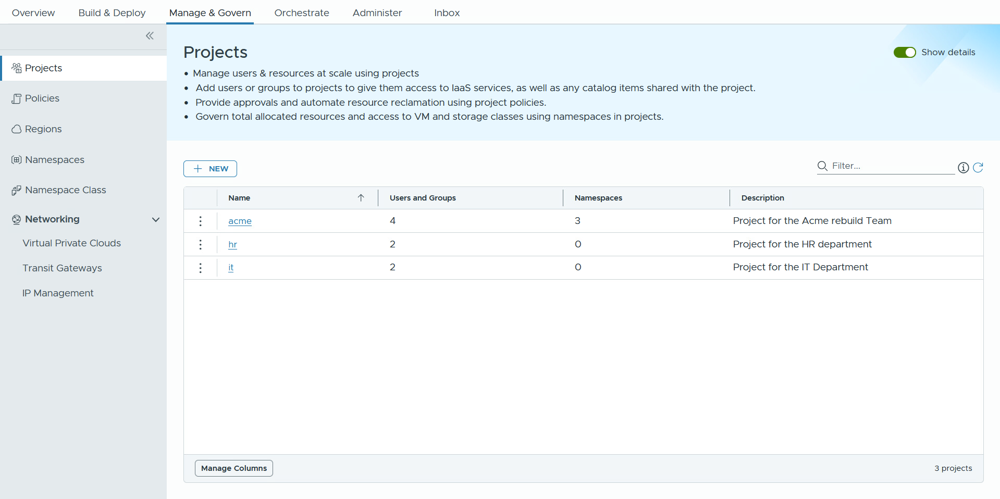 Overview Build & Deploy Manage & Govern Orchestrate Administer Inbox
Projects
Policies
Regions
Namespaces
Namespace Class
Networking
Virtual Private Clouds
Transit Gateways
IP Management
Projects
Show details
• Manage users & resources at scale using projects
• Add users or groups to projects to give them access to IaaS services, as well as any catalog items shared with the project.
• Provide approvals and automate resource reclamation using project policies.
• Govern total allocated resources and access to VM and storage classes using namespaces in projects.
NEW
Filter...
Name Users and Groups Namespaces Description
acme 4 3 Project for the Acme rebuild Team
hr 2 0 Project for the HR department
it 2 0 Project for the IT Department
Manage Columns 3 projects